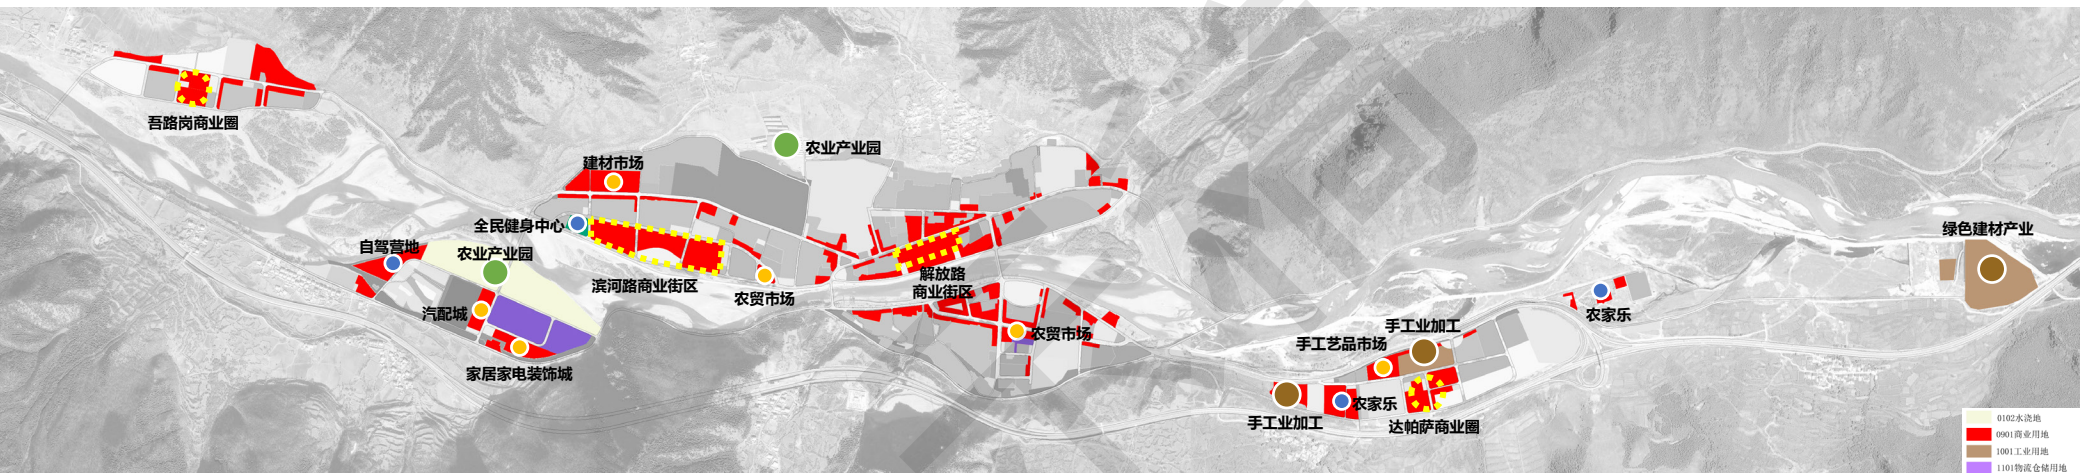 吾路岗商业圈
建材市场
农业产业园
全民健身中心
自驾营地
农业产业园
滨河路商业街区
农贸市场
解放路
商业街区
汽配城
农贸市场
家居家电装饰城
绿色建材产业
农家乐
手工业加工
手工艺品市场
农家乐
手工业加工
达帕萨商业圈
0102水浇地
0901商业用地
1001工业用地
1101物流仓储用地